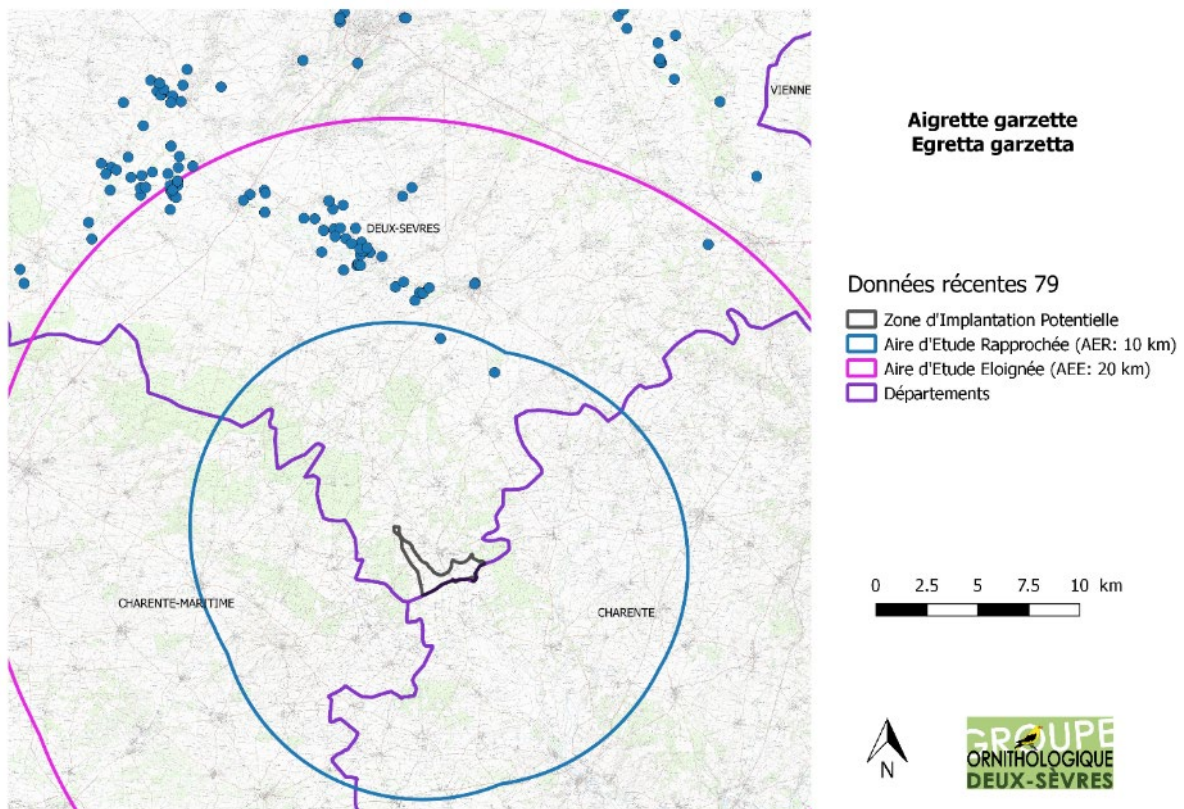 VIENNE
DEUX-SÈVRES
CHARENTE-MARITIME
CHARENTE
Aigrette garzette
Egretta garzetta
Données récentes 79
Zone d'Implantation Potentielle
Aire d'Etude Rapprochée (AER: 10 km)
Aire d'Etude Eloignée (AEE: 20 km)
Départements
0 2.5 5 7.5 10 km
N
GROUPE
ORNITHOLOGIQUE
DEUX-SÈVRES